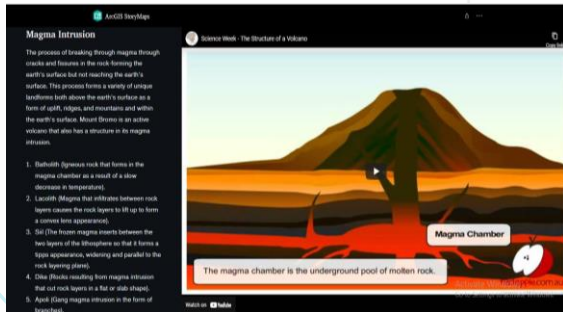 ArcGIS StoryMaps
Magma Intrusion
The process of breaking through magma through
cracks and fissures in the rock-forming the
earth's surface but not reaching the earth's
surface. This process forms a variety of unique
landforms both above the earth's surface as a
form of uplift, ridges, and mountains and within
the earth's surface. Mount Bromo is an active
volcano that also has a structure in its magma
intrusion.
1. Batholith (Igneous rock that forms in the
magma chamber as a result of a slow
decrease in temperature).
2. Lacolith (Magma that infiltrates between rock
layers causes the rock layers to lift up to form
a convex lens appearance).
3. Sill (The frozen magma inserts between the
two layers of the lithosphere so that it forms a
tipps appearance, widening and parallel to the
rock layering plane).
4. Dike (Rocks resulting from magma intrusion
that cut rock layers in a flat or slab shape).
5. Apoli (Gang magma intrusion in the form of
branches).
Science Week - The Structure of a Volcano
Magma Chamber
The magma chamber is the underground pool of molten rock.
Watch on YouTube